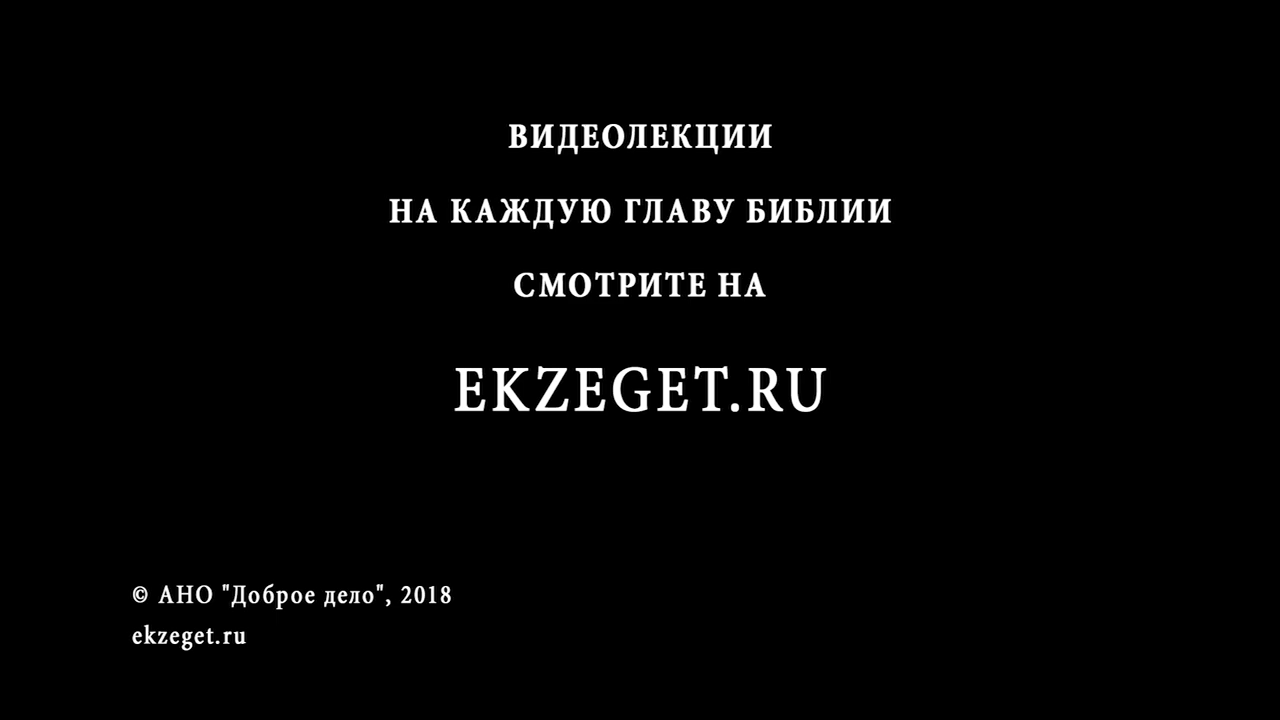 ВИДЕОЛЕКЦИИ
НА КАЖДУЮ ГЛАВУ БИБЛИИ
СМОТРИТЕ НА
EKZEGET.RU
© АНО "Доброе дело", 2018
ekzeget.ru